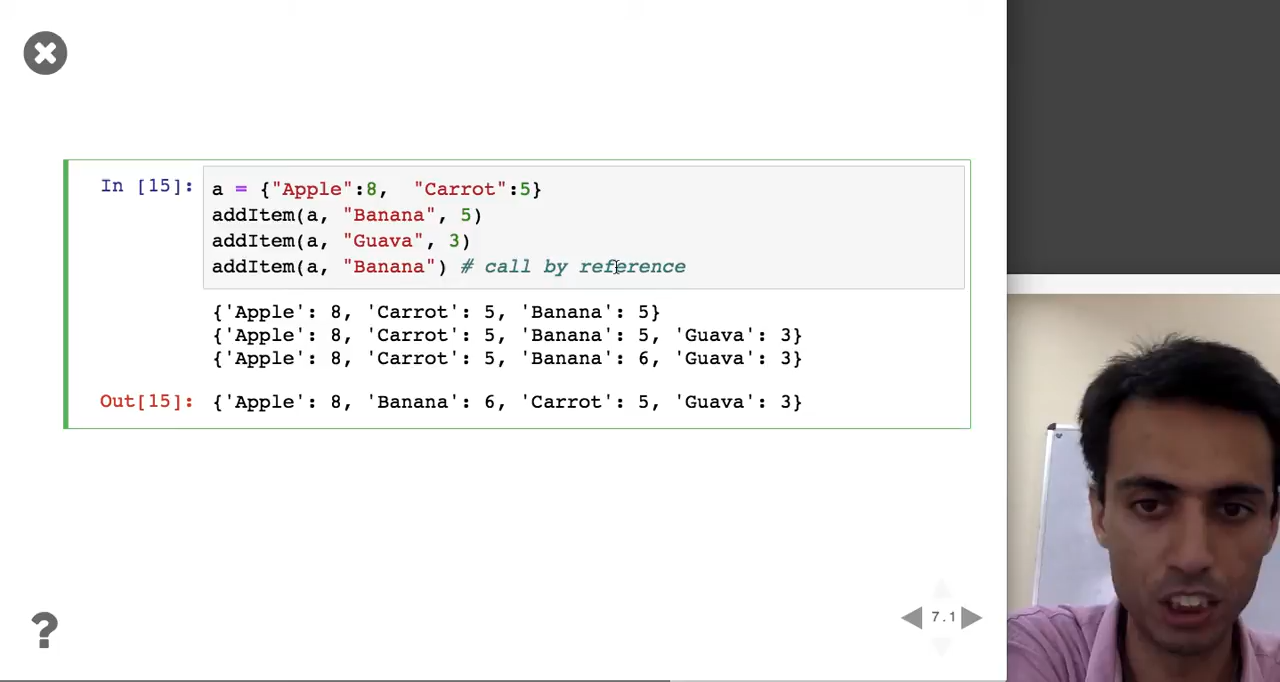 In [15]: a = {"Apple":8,  "Carrot":5}
addItem(a, "Banana", 5)
addItem(a, "Guava", 3)
addItem(a, "Banana") # call by reference
{'Apple': 8, 'Carrot': 5, 'Banana': 5}
{'Apple': 8, 'Carrot': 5, 'Banana': 5, 'Guava': 3}
{'Apple': 8, 'Carrot': 5, 'Banana': 6, 'Guava': 3}
Out[15]: {'Apple': 8, 'Banana': 6, 'Carrot': 5, 'Guava': 3}
7.1
?